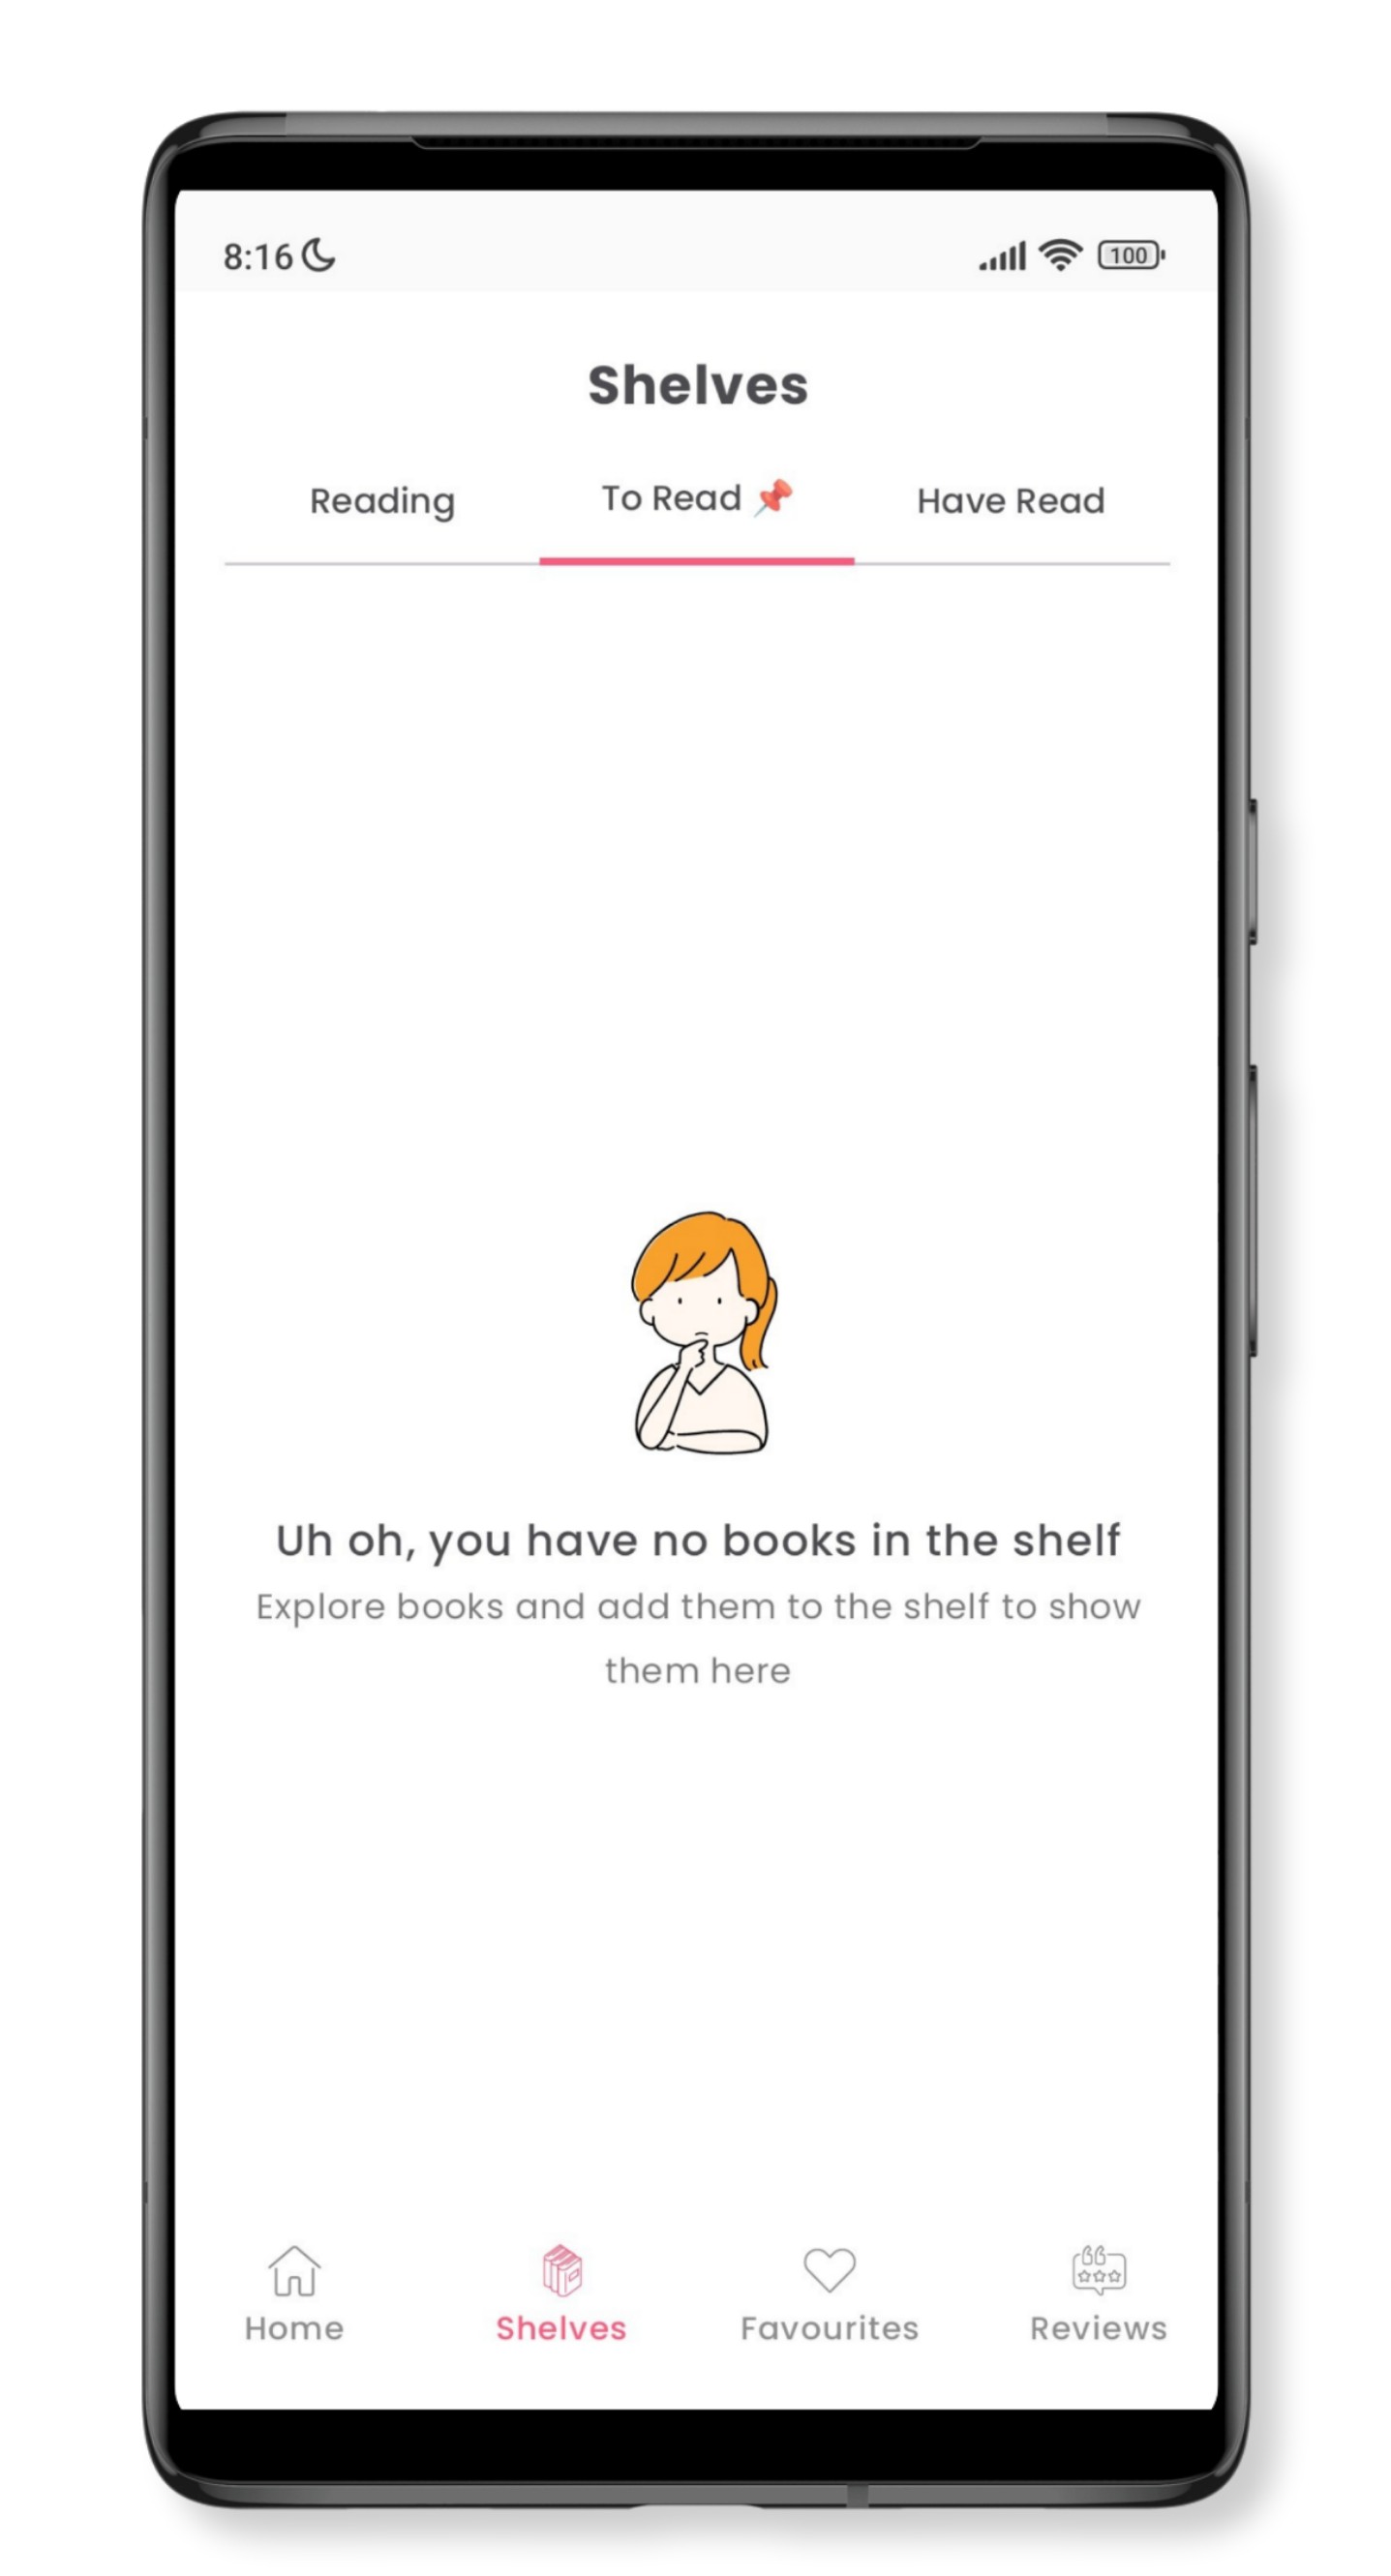 8:16
100
Shelves
Reading
To Read 📌
Have Read
Uh oh, you have no books in the shelf
Explore books and add them to the shelf to show
them here
Home
Shelves
Favourites
Reviews